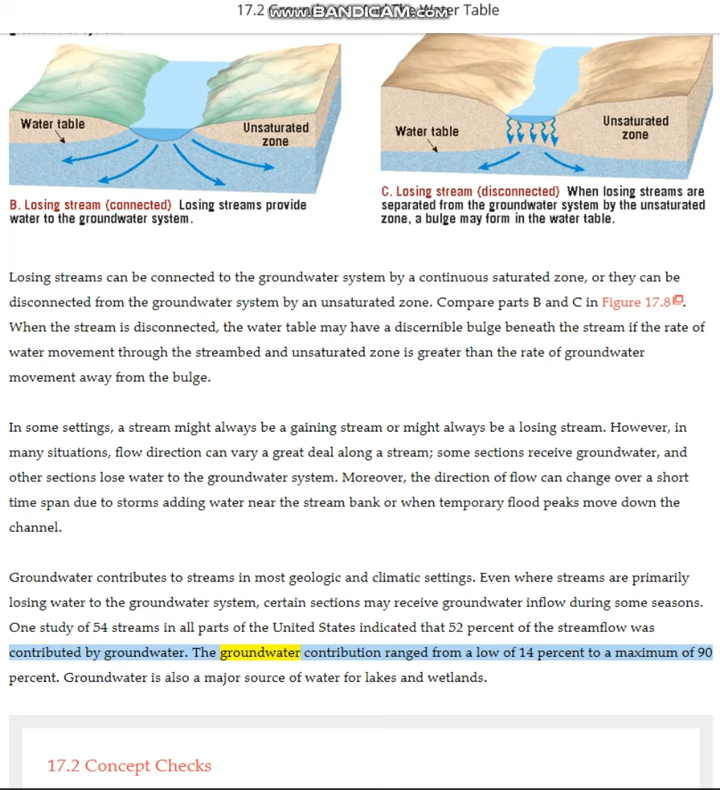 17.2 Groundwater and The Water Table
www.BANDICAM.com
Water table
Unsaturated
zone
B. Losing stream (connected) Losing streams provide
water to the groundwater system.
Water table
Unsaturated
zone
C. Losing stream (disconnected) When losing streams are
separated from the groundwater system by the unsaturated
zone, a bulge may form in the water table.
Losing streams can be connected to the groundwater system by a continuous saturated zone, or they can be
disconnected from the groundwater system by an unsaturated zone. Compare parts B and C in Figure 17.8.
When the stream is disconnected, the water table may have a discernible bulge beneath the stream if the rate of
water movement through the streambed and unsaturated zone is greater than the rate of groundwater
movement away from the bulge.
In some settings, a stream might always be a gaining stream or might always be a losing stream. However, in
many situations, flow direction can vary a great deal along a stream; some sections receive groundwater, and
other sections lose water to the groundwater system. Moreover, the direction of flow can change over a short
time span due to storms adding water near the stream bank or when temporary flood peaks move down the
channel.
Groundwater contributes to streams in most geologic and climatic settings. Even where streams are primarily
losing water to the groundwater system, certain sections may receive groundwater inflow during some seasons.
One study of 54 streams in all parts of the United States indicated that 52 percent of the streamflow was
contributed by groundwater. The groundwater contribution ranged from a low of 14 percent to a maximum of 90
percent. Groundwater is also a major source of water for lakes and wetlands.
17.2 Concept Checks